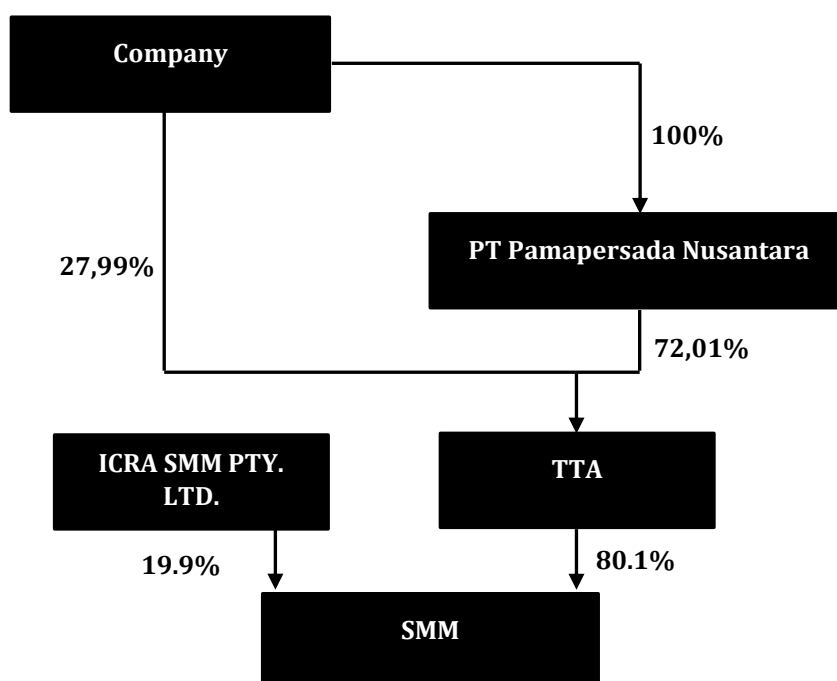 Company
100%
PT Pamapersada Nusantara
27,99%
72,01%
ICRA SMM PTY.
LTD.
TTA
19.9%
80.1%
SMM